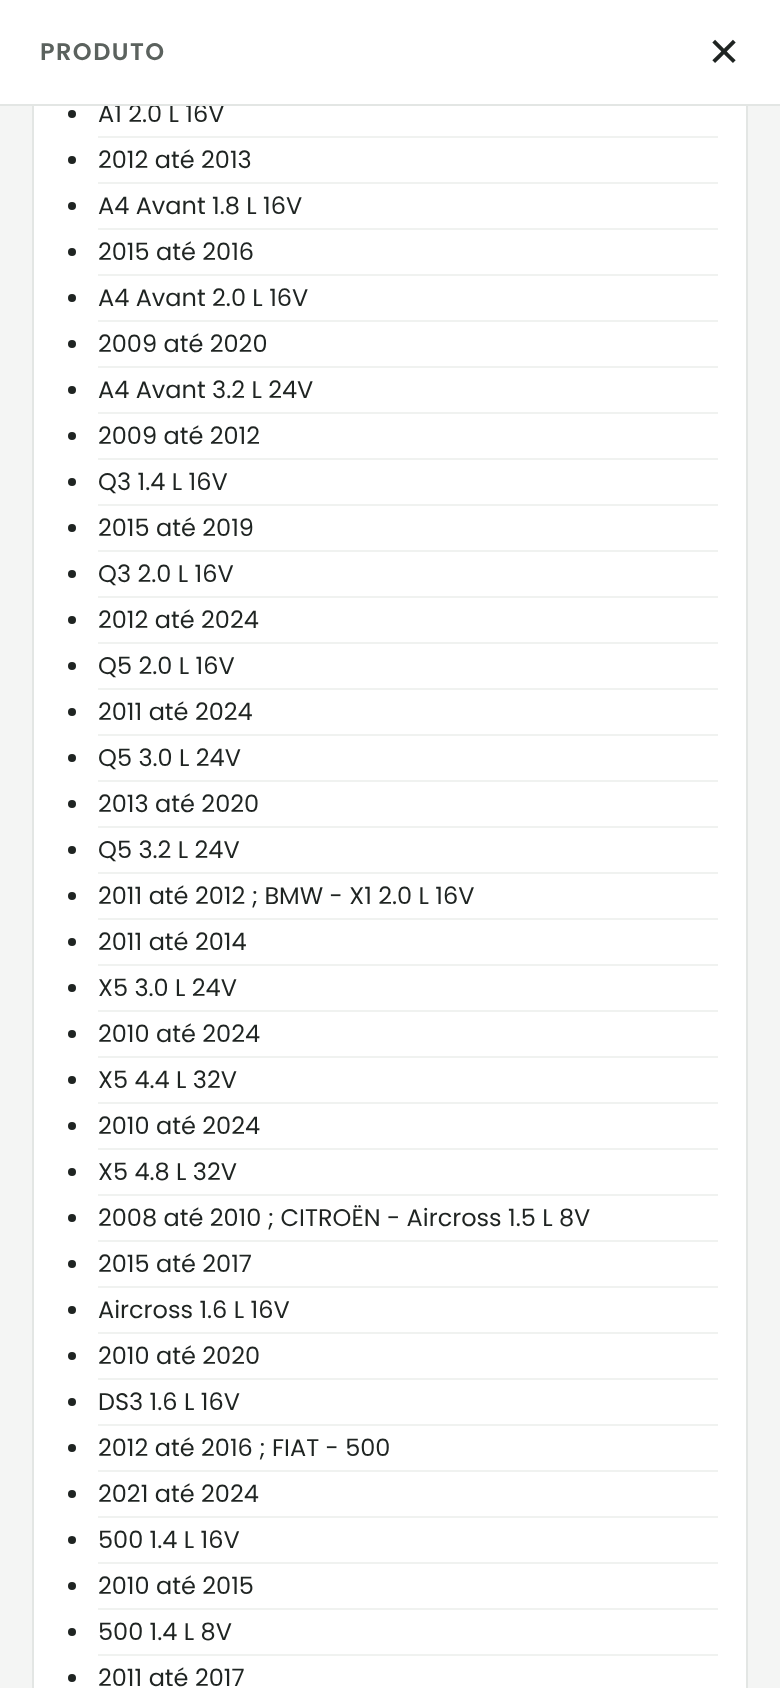 PRODUTO
A1 2.0 L 16V
2012 até 2013
A4 Avant 1.8 L 16V
2015 até 2016
A4 Avant 2.0 L 16V
2009 até 2020
A4 Avant 3.2 L 24V
2009 até 2012
Q3 1.4 L 16V
2015 até 2019
Q3 2.0 L 16V
2012 até 2024
Q5 2.0 L 16V
2011 até 2024
Q5 3.0 L 24V
2013 até 2020
Q5 3.2 L 24V
2011 até 2012 ; BMW - X1 2.0 L 16V
2011 até 2014
X5 3.0 L 24V
2010 até 2024
X5 4.4 L 32V
2010 até 2024
X5 4.8 L 32V
2008 até 2010 ; CITROËN - Aircross 1.5 L 8V
2015 até 2017
Aircross 1.6 L 16V
2010 até 2020
DS3 1.6 L 16V
2012 até 2016 ; FIAT - 500
2021 até 2024
500 1.4 L 16V
2010 até 2015
500 1.4 L 8V
2011 até 2017